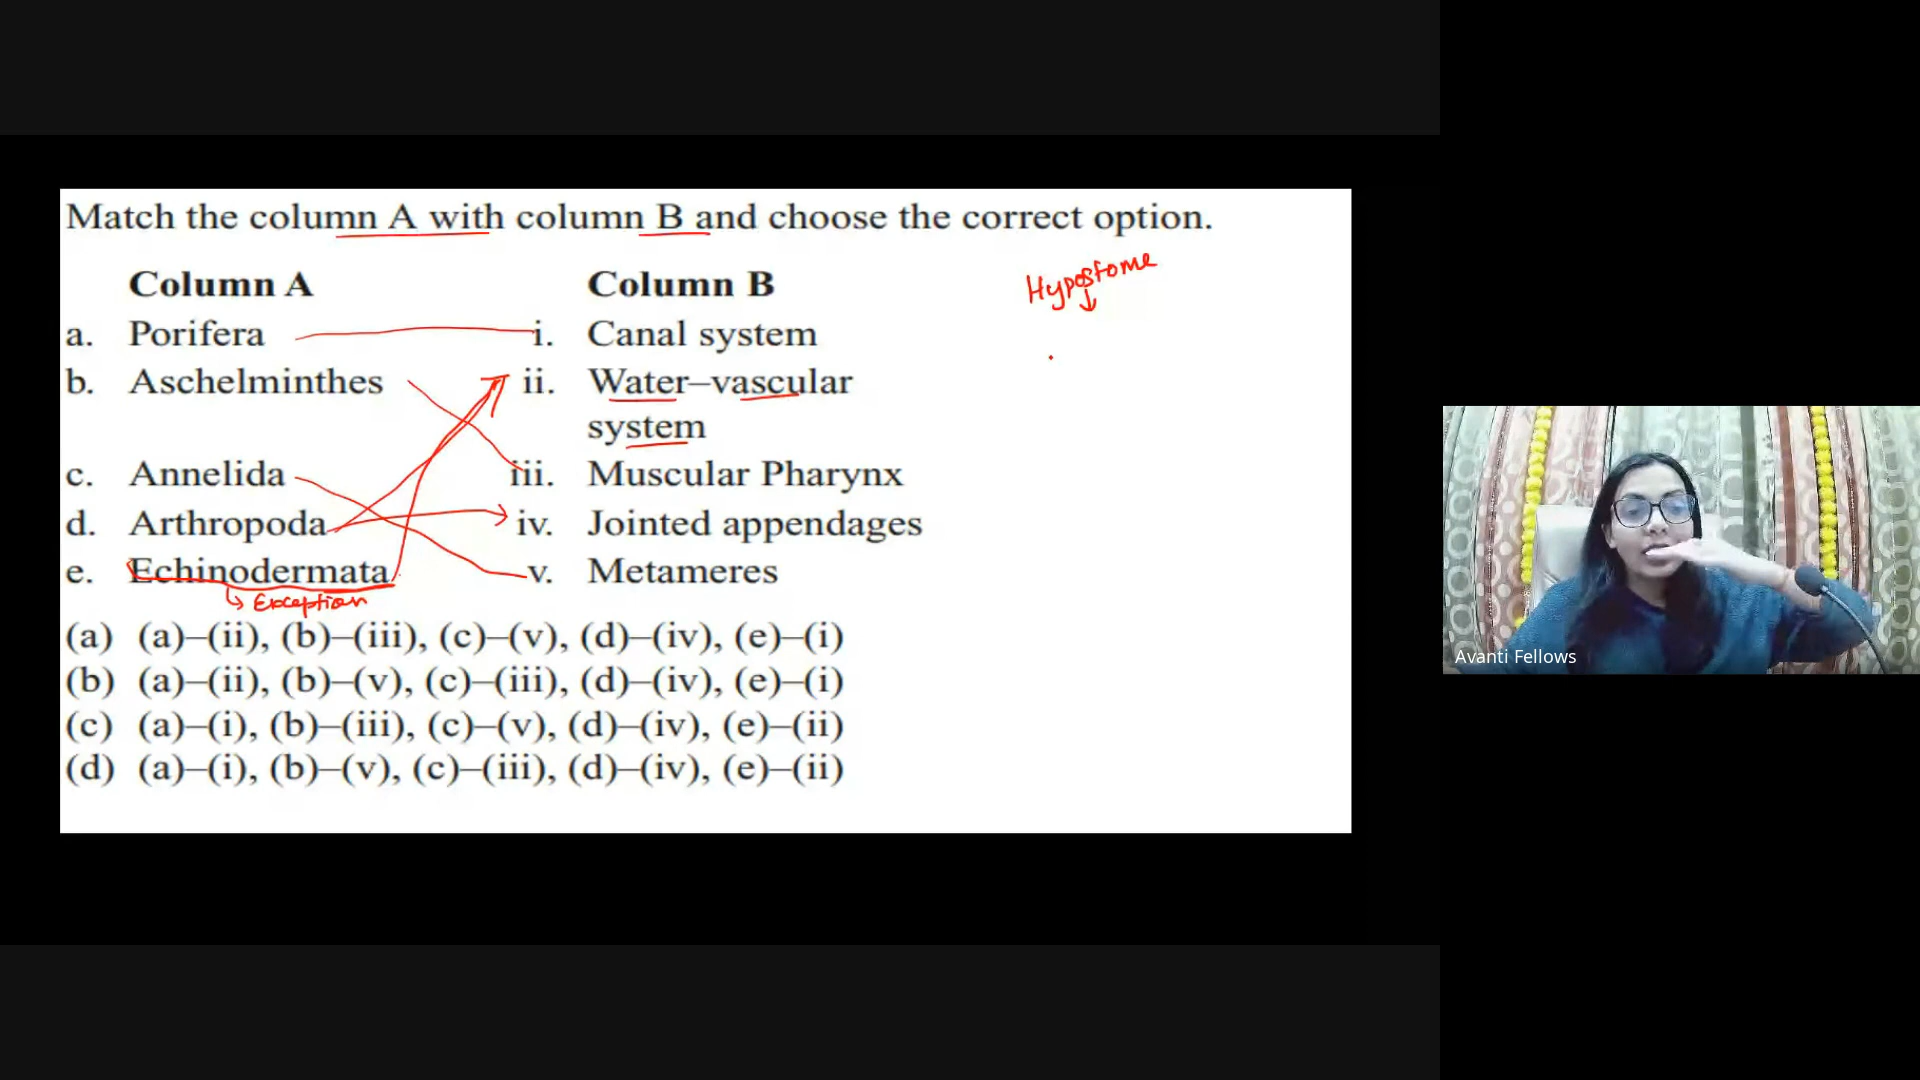 Match the column A with column B and choose the correct option.
Column A Column B
Hypostome
a. Porifera i. Canal system
b. Aschelminthes ii. Water–vascular
system
c. Annelida iii. Muscular Pharynx
d. Arthropoda iv. Jointed appendages
e. Echinodermata v. Metameres
Exception
(a) (a)–(ii), (b)–(iii), (c)–(v), (d)–(iv), (e)–(i)
(b) (a)–(ii), (b)–(v), (c)–(iii), (d)–(iv), (e)–(i)
(c) (a)–(i), (b)–(iii), (c)–(v), (d)–(iv), (e)–(ii)
(d) (a)–(i), (b)–(v), (c)–(iii), (d)–(iv), (e)–(ii)
Avanti Fellows